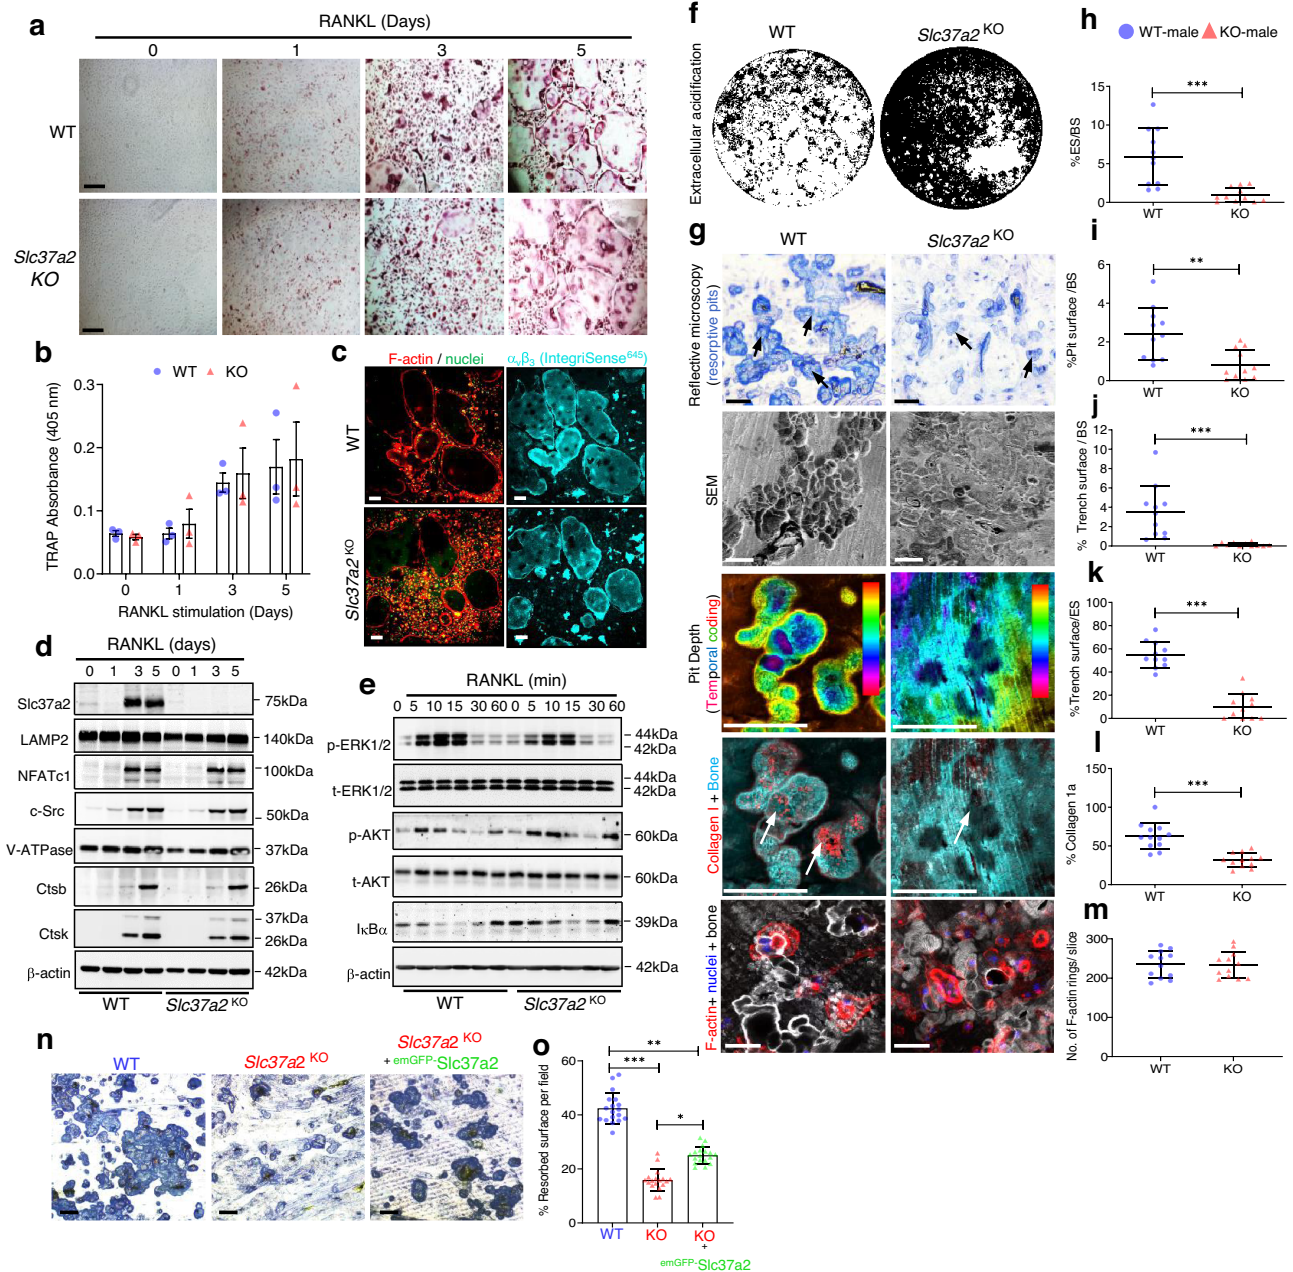 a
RANKL (Days)
0 1 3 5
WT
Slc37a2
KO
b
WT KO
TRAP Absorbance (405 nm)
0.3
0.2
0.1
0.0
0 1 3 5
RANKL stimulation (Days)
c
F-actin / nuclei
αvβ3 (IntegriSense645)
WT
Slc37a2 KO
d
RANKL (days)
0 1 3 5 0 1 3 5
Slc37a2 75kDa
LAMP2 140kDa
NFATc1 100kDa
c-Src 50kDa
V-ATPase 37kDa
Ctsb 26kDa
Ctsk 37kDa
26kDa
β-actin 42kDa
WT Slc37a2 KO
e
RANKL (min)
0 5 10 15 30 60 0 5 10 15 30 60
p-ERK1/2 44kDa
42kDa
t-ERK1/2 44kDa
42kDa
p-AKT 60kDa
t-AKT 60kDa
IκBα 39kDa
β-actin 42kDa
WT Slc37a2 KO
f
WT Slc37a2 KO
Extracellular acidification
g
WT Slc37a2 KO
Reflective microscopy
(resorptive pits)
SEM
Pit Depth
(Temporal coding)
Collagen I + Bone
F-actin+ nuclei + bone
h
WT-male KO-male
%ES/BS
15
10
5
0
***
WT KO
i
%Pit surface /BS
6
4
2
0
**
WT KO
j
% Trench surface / BS
12
10
8
6
4
2
0
***
WT KO
k
%Trench surface/ES
100
80
60
40
20
0
***
WT KO
l
% Collagen 1a
150
100
50
0
***
WT KO
m
No. of F-actin rings/ slice
300
200
100
0
WT KO
n
WT
Slc37a2 KO
Slc37a2 KO
+ emGFP-Slc37a2
o
% Resorbed surface per field
60
40
20
0
**
***
*
WT KO KO
+
emGFP-Slc37a2